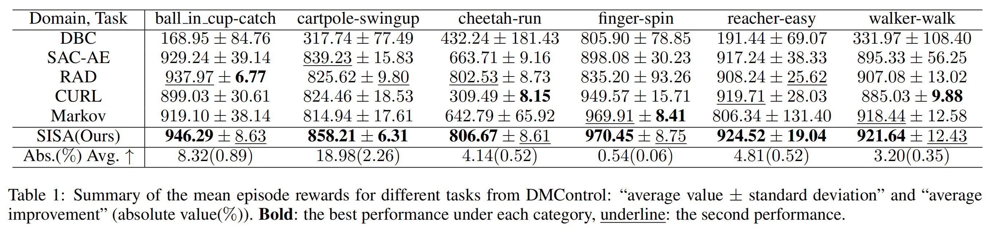 Domain, Task ball_in_cup-catch cartpole-swingup cheetah-run finger-spin reacher-easy walker-walk
DBC 168.95 ± 84.76 317.74 ± 77.49 432.24 ± 181.43 805.90 ± 78.85 191.44 ± 69.07 331.97 ± 108.40
SAC-AE 929.24 ± 39.14 839.23 ± 15.83 663.71 ± 9.16 898.08 ± 30.23 917.24 ± 38.33 895.33 ± 56.25
RAD 937.97 ± 6.77 825.62 ± 9.80 802.53 ± 8.73 835.20 ± 93.26 908.24 ± 25.62 907.08 ± 13.02
CURL 899.03 ± 30.61 824.46 ± 18.53 309.49 ± 8.15 949.57 ± 15.71 919.71 ± 28.03 885.03 ± 9.88
Markov 919.10 ± 38.14 814.94 ± 17.61 642.79 ± 65.92 969.91 ± 8.41 806.34 ± 131.40 918.44 ± 12.58
SISA(Ours) 946.29 ± 8.63 858.21 ± 6.31 806.67 ± 8.61 970.45 ± 8.75 924.52 ± 19.04 921.64 ± 12.43
Abs.(%) Avg. ↑ 8.32(0.89) 18.98(2.26) 4.14(0.52) 0.54(0.06) 4.81(0.52) 3.20(0.35)
Table 1: Summary of the mean episode rewards for different tasks from DMControl: “average value ± standard deviation” and “average
improvement” (absolute value(%)). Bold: the best performance under each category, underline: the second performance.